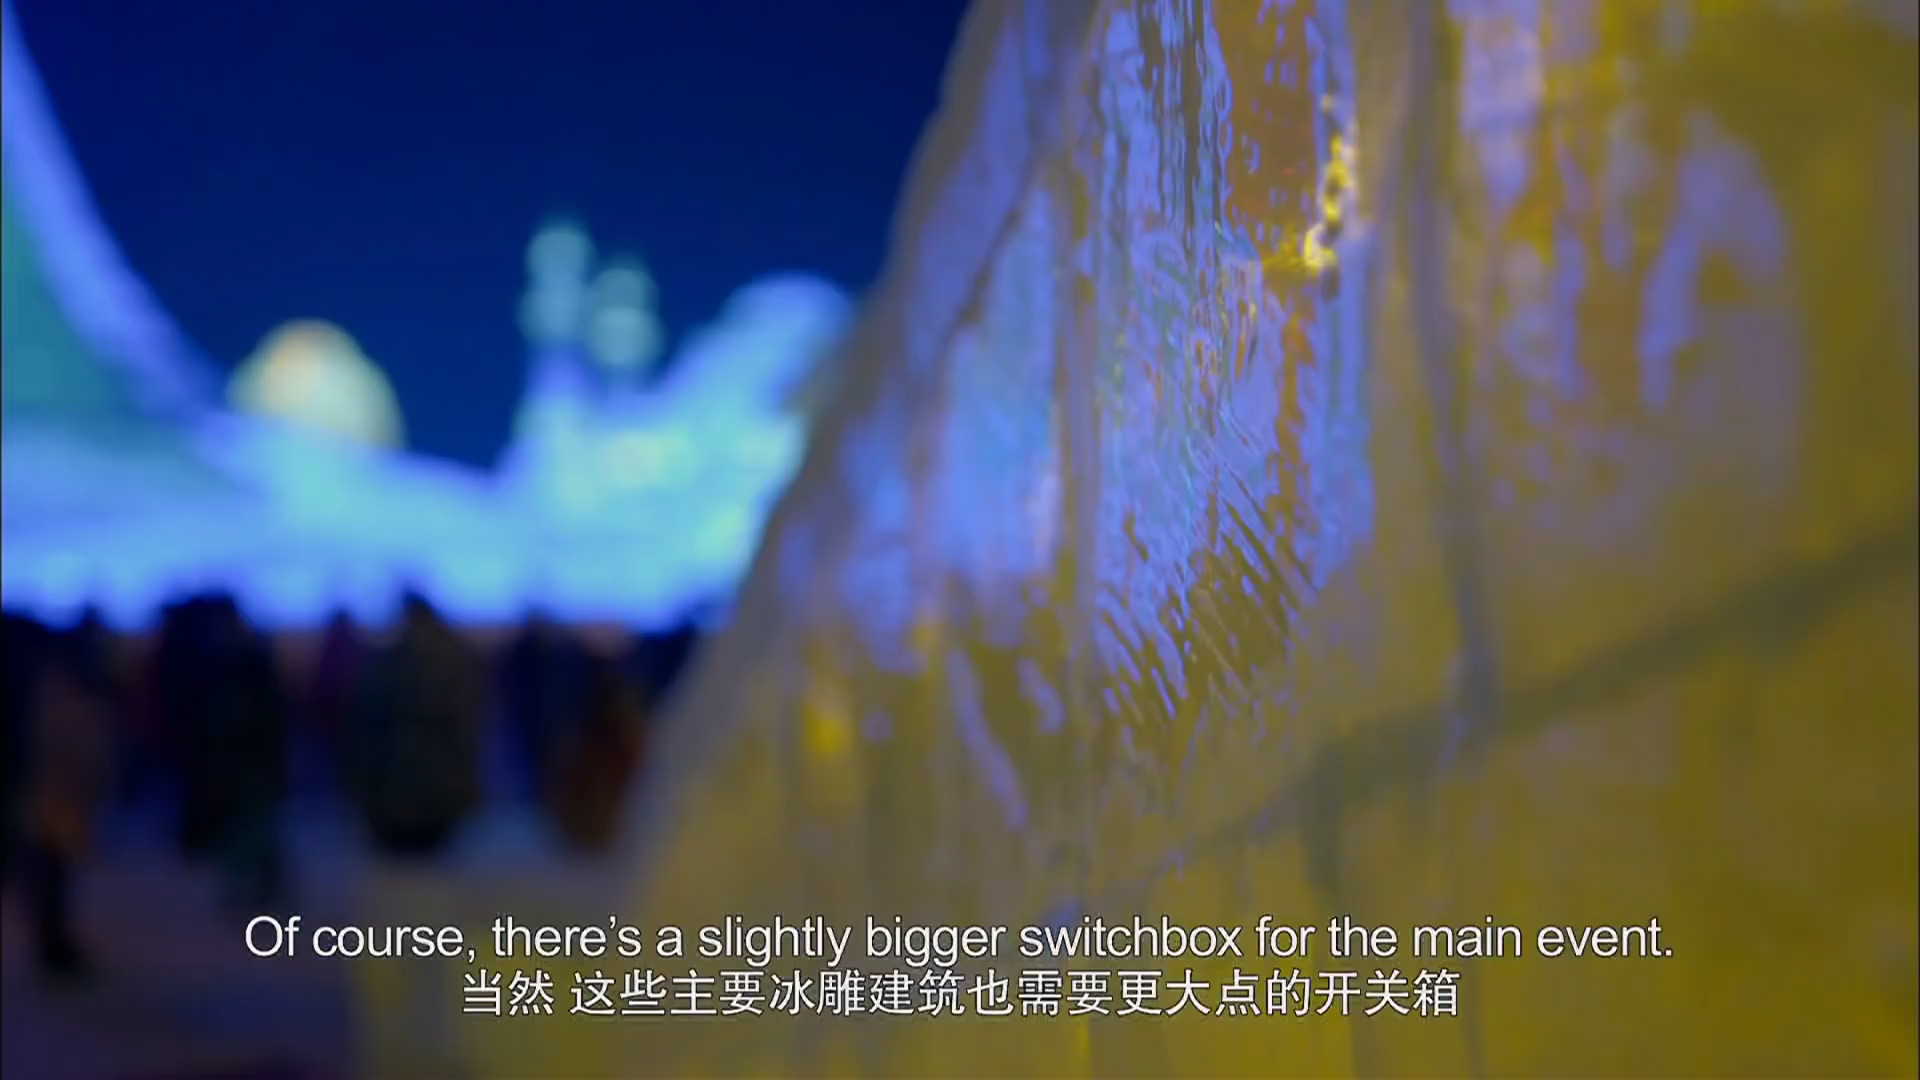 Of course, there's a slightly bigger switchbox for the main event.
当然 这些主要冰雕建筑也需要更大点的开关箱